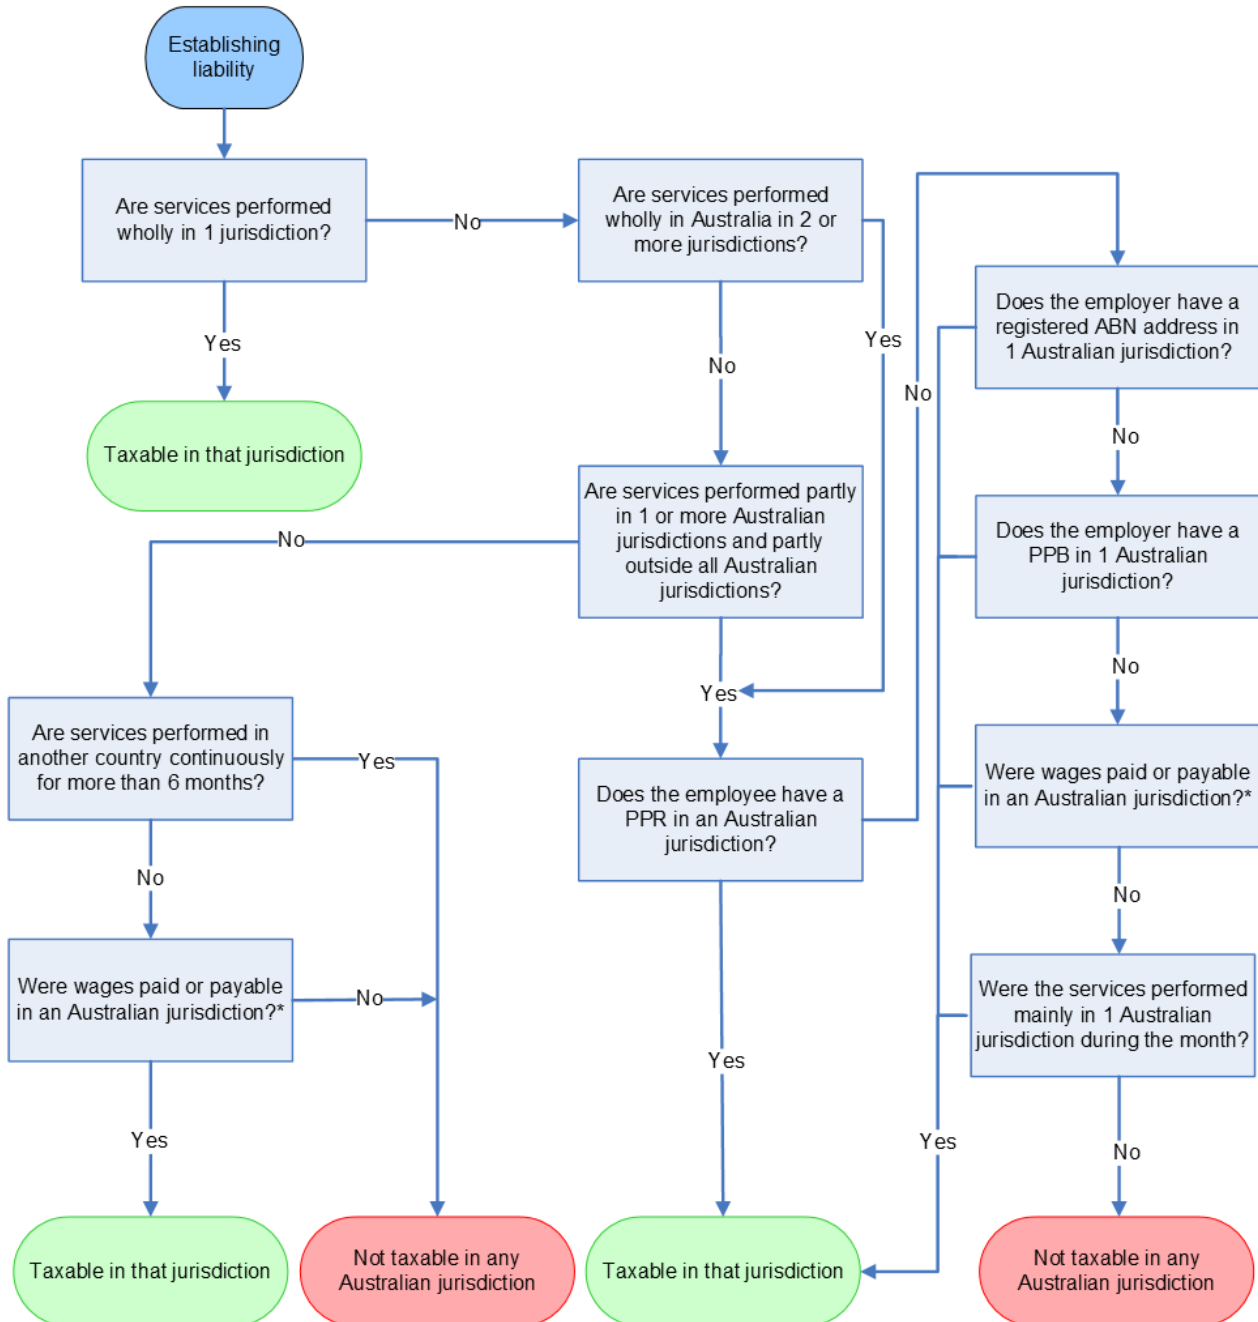 Establishing
liability
Are services performed
wholly in 1 jurisdiction?
No
Are services performed
wholly in Australia in 2 or
more jurisdictions?
No
Does the employer have a
registered ABN address in
1 Australian jurisdiction?
Yes
Yes
No
No
Taxable in that jurisdiction
Are services performed partly
in 1 or more Australian
jurisdictions and partly
outside all Australian
jurisdictions?
No
Does the employer have a
PPB in 1 Australian
jurisdiction?
No
Yes
Are services performed in
another country continuously
for more than 6 months?
Yes
Does the employee have a
PPR in an Australian
jurisdiction?
Were wages paid or payable
in an Australian jurisdiction?*
No
No
Were wages paid or payable
in an Australian jurisdiction?*
No
Were the services performed
mainly in 1 Australian
jurisdiction during the month?
Yes
Yes
Yes
No
Taxable in that jurisdiction
Not taxable in any
Australian jurisdiction
Taxable in that jurisdiction
Not taxable in any
Australian jurisdiction